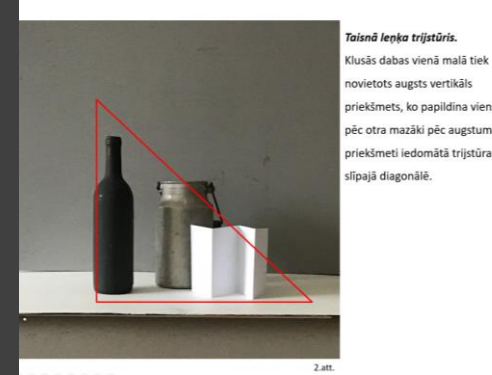 Taisnā leņķa trijstūris.
Klusās dabas vienā malā tiek
novietots augsts vertikāls
priekšmets, ko papildina vien
pēc otra mazāki pēc augstum
priekšmeti iedomātā trijstūra
slīpajā diagonālē.
2.att.